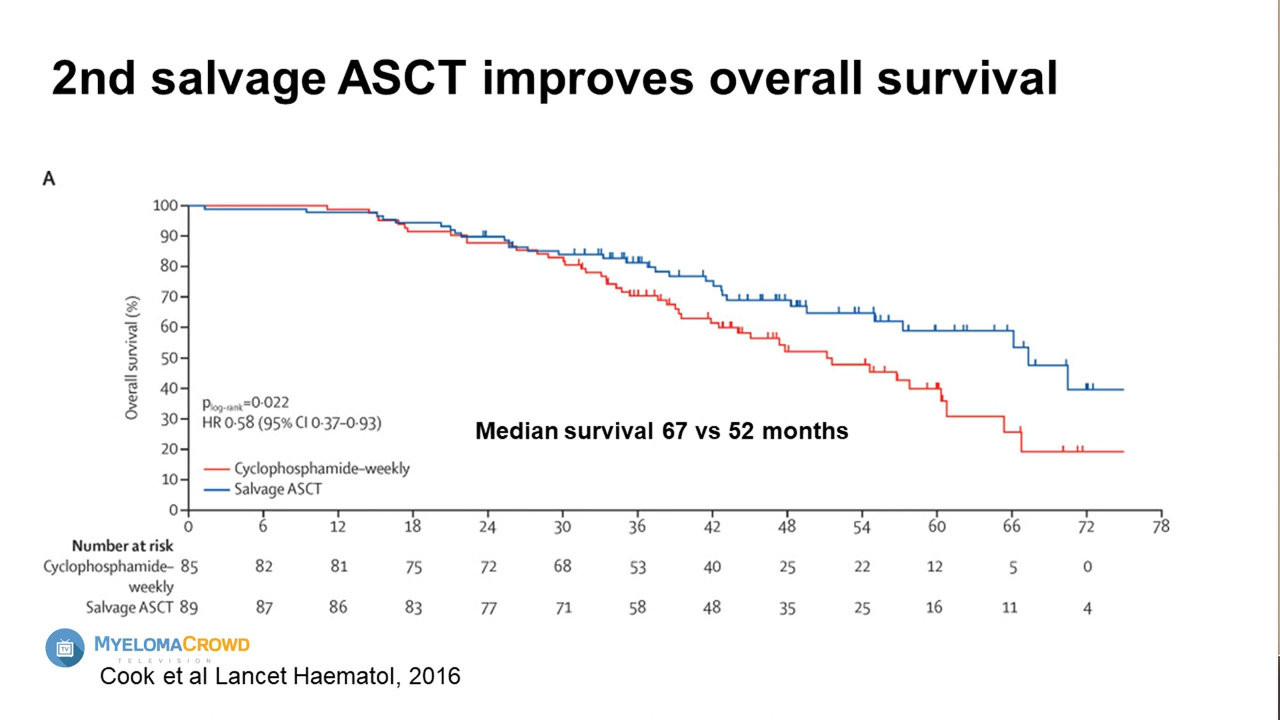 2nd salvage ASCT improves overall survival
A
100
90
80
70
60
50
40
30
20
10
0
Overall survival (%)
plog-rank=0·022
HR 0·58 (95% CI 0·37–0·93)
Median survival 67 vs 52 months
Cyclophosphamide–weekly
Salvage ASCT
0 6 12 18 24 30 36 42 48 54 60 66 72 78
Number at risk
Cyclophosphamide– 85 82 81 75 72 68 53 40 25 22 12 5 0
weekly
Salvage ASCT 89 87 86 83 77 71 58 48 35 25 16 11 4
TV
MYELOMACROWD
TELEVISION
Cook et al Lancet Haematol, 2016